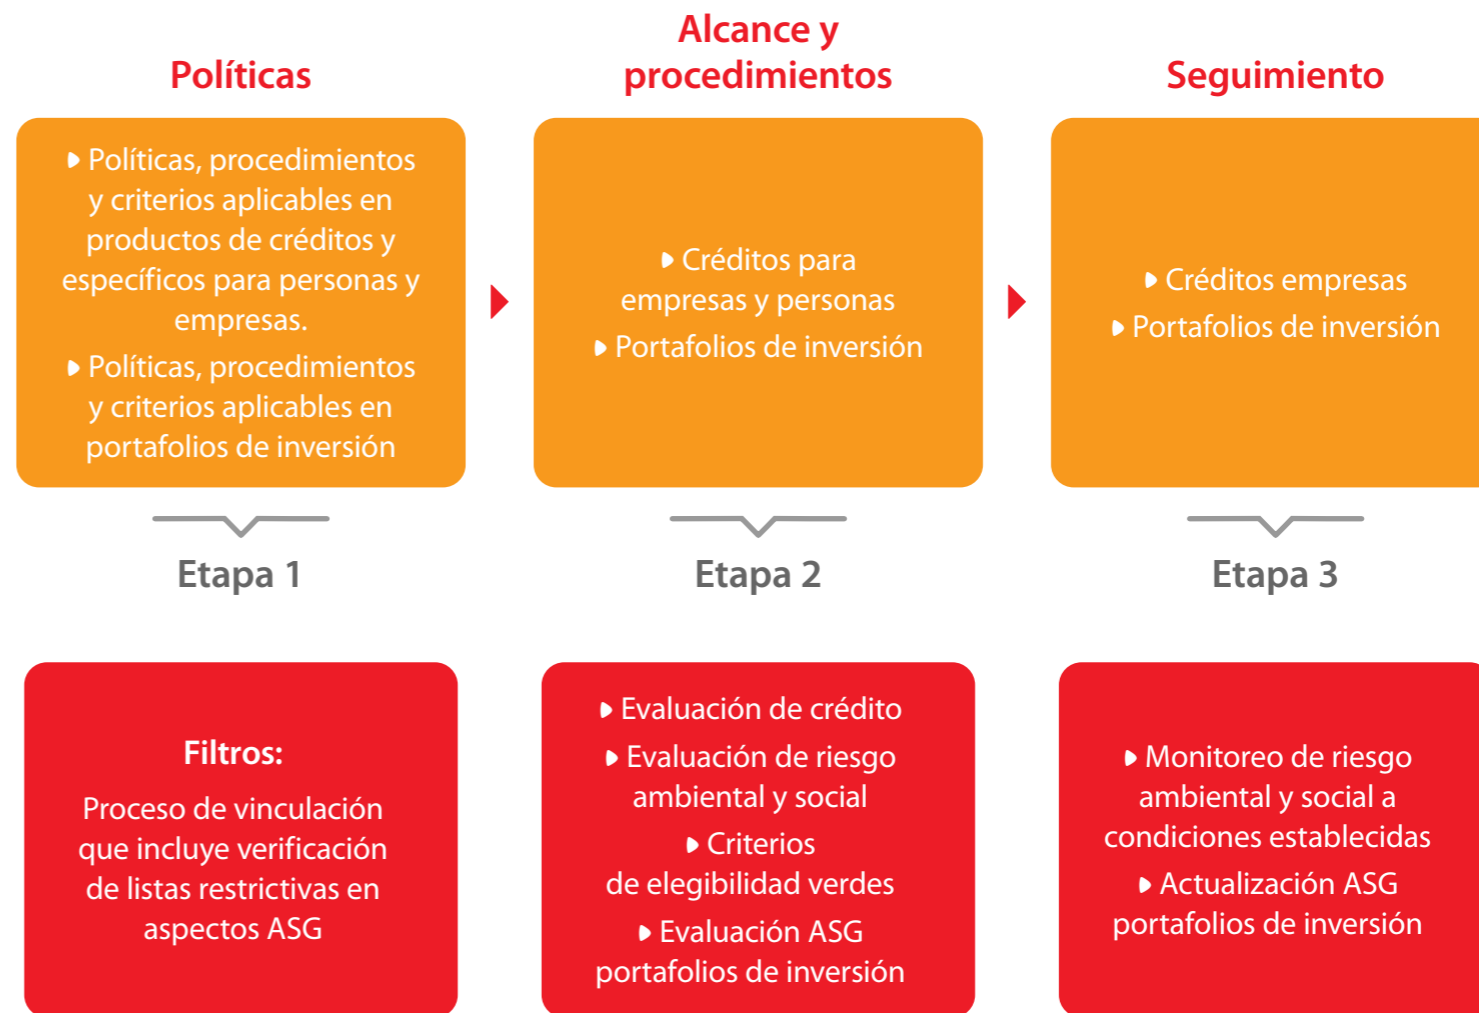 Políticas
▶ Políticas, procedimientos
y criterios aplicables en
productos de créditos y
específicos para personas y
empresas.
▶ Políticas, procedimientos
y criterios aplicables en
portafolios de inversión
Etapa 1
Filtros:
Proceso de vinculación
que incluye verificación
de listas restrictivas en
aspectos ASG
Alcance y
procedimientos
▶ Créditos para
empresas y personas
▶ Portafolios de inversión
Etapa 2
▶ Evaluación de crédito
▶ Evaluación de riesgo
ambiental y social
▶ Criterios
de elegibilidad verdes
▶ Evaluación ASG
portafolios de inversión
Seguimiento
▶ Créditos empresas
▶ Portafolios de inversión
Etapa 3
▶ Monitoreo de riesgo
ambiental y social a
condiciones establecidas
▶ Actualización ASG
portafolios de inversión